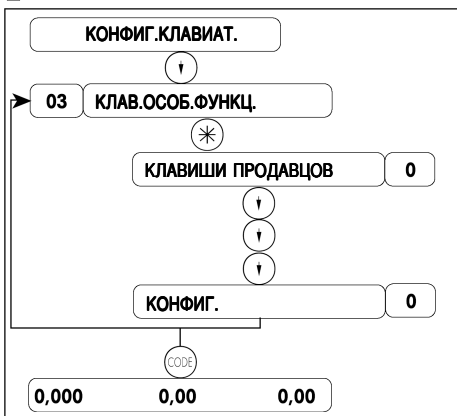 КОНФИГ.КЛАВИАТ.
03 КЛАВ.ОСОБ.ФУНКЦ.
КЛАВИШИ ПРОДАВЦОВ 0
КОНФИГ. 0
CODE
0,000 0,00 0,00